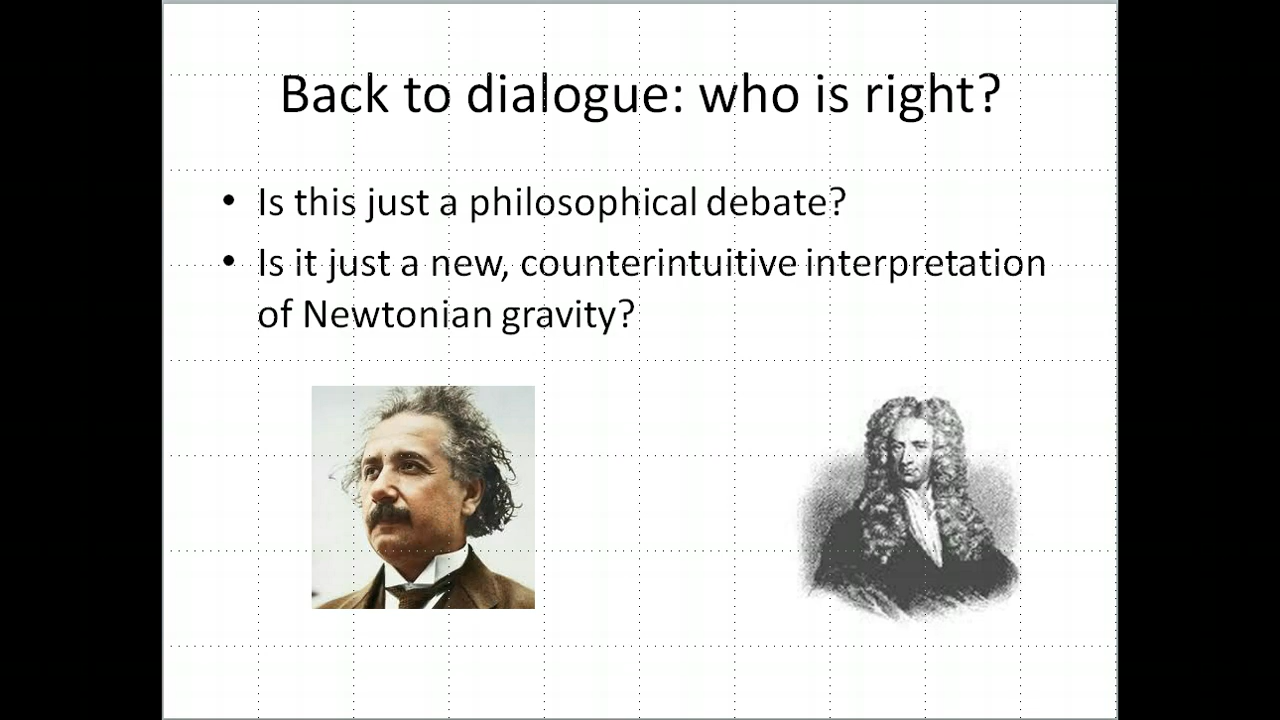 Back to dialogue: who is right?
• Is this just a philosophical debate?
• Is it just a new, counterintuitive interpretation
of Newtonian gravity?